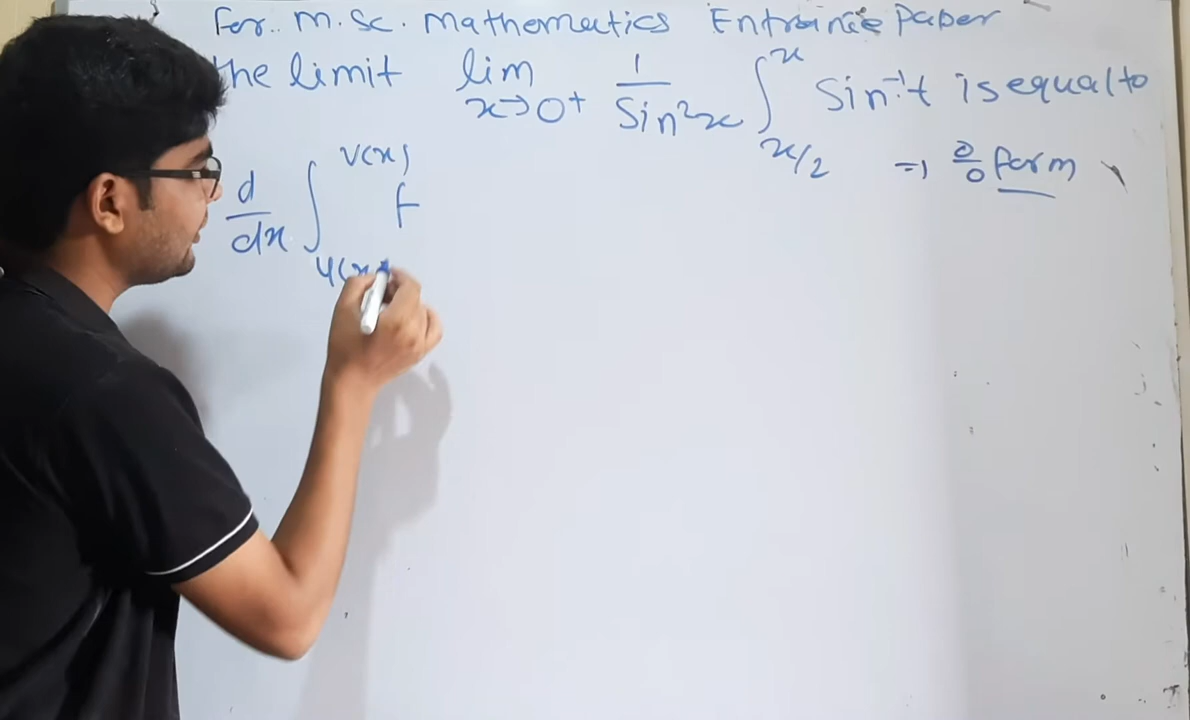 For M.Sc. Mathematics Entrance paper
the limit lim x→0+ 1/Sin²x ∫_{x/2}^{x} Sin⁻¹t is equal to
⇒ 0/0 form
d/dx ∫_{u(x)}^{v(x)} f